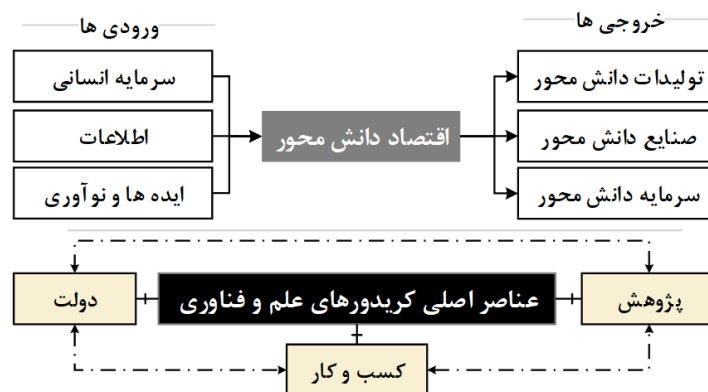 خروجی ها
ورودی ها
تولیدات دانش محور
سرمایه انسانی
صنایع دانش محور
اقتصاد دانش محور
اطلاعات
سرمایه دانش محور
ایده ها و نوآوری
پژوهش
عناصر اصلی کریدورهای علم و فناوری
دولت
کسب و کار